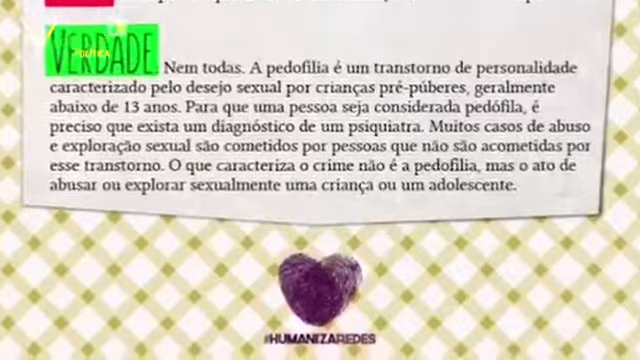 VERDADE POLÍTICA Nem todas. A pedofilia é um transtorno de personalidade
caracterizado pelo desejo sexual por crianças pré-púberes, geralmente
abaixo de 13 anos. Para que uma pessoa seja considerada pedófila, é
preciso que exista um diagnóstico de um psiquiatra. Muitos casos de abuso
e exploração sexual são cometidos por pessoas que não são acometidas por
esse transtorno. O que caracteriza o crime não é a pedofilia, mas o ato de
abusar ou explorar sexualmente uma criança ou um adolescente.
#HUMANIZAREDES